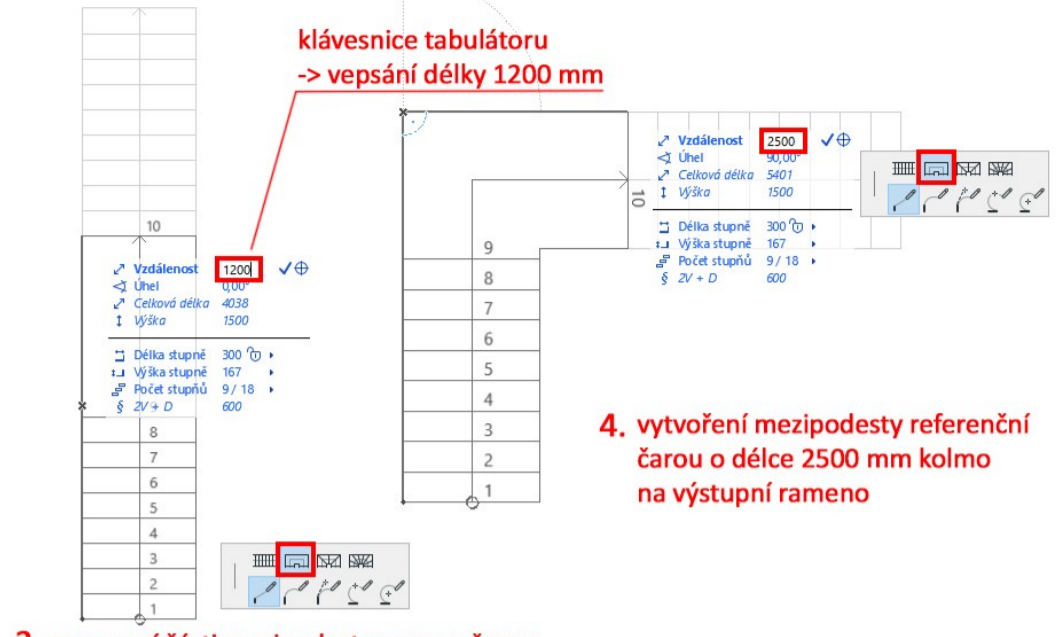 klávesnice tabulátoru
-> vepsání délky 1200 mm
10
Vzdálenost 1200
Úhel 0,00°
Celková délka 4038
Výška 1500
Délka stupně 300
Výška stupně 167
Počet stupňů 9 / 18
§ 2V + D 600
8
7
6
5
4
3
2
1
Vzdálenost 2500
Úhel 90,00°
Celková délka 5401
Výška 1500
Délka stupně 300
Výška stupně 167
Počet stupňů 9 / 18
§ 2V + D 600
10
9
8
7
6
5
4
3
2
1
4. vytvoření mezipodesty referenční
čarou o délce 2500 mm kolmo
na výstupní rameno